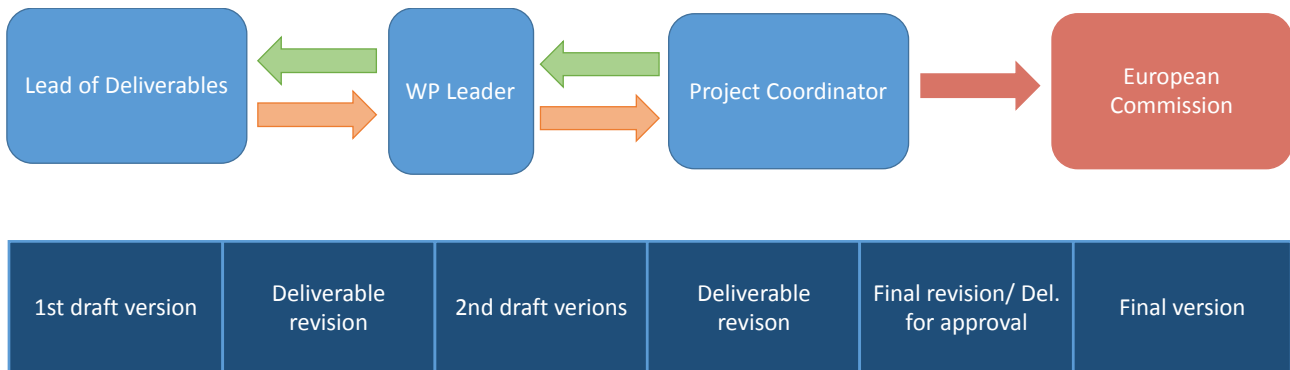 Lead of Deliverables
WP Leader
Project Coordinator
European
Commission
1st draft version
Deliverable
revision
2nd draft verions
Deliverable
revison
Final revision/ Del.
for approval
Final version